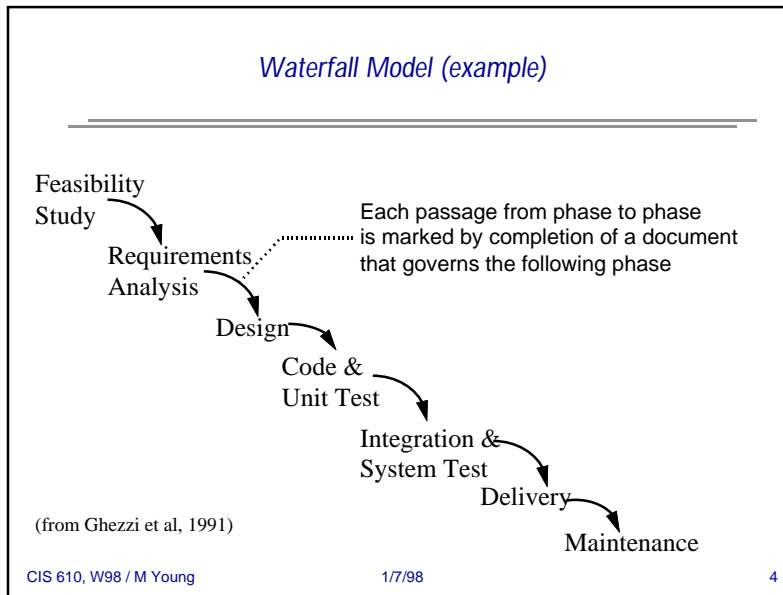 Waterfall Model (example)
Feasibility
Study
Each passage from phase to phase
is marked by completion of a document
that governs the following phase
Requirements
Analysis
Design
Code &
Unit Test
Integration &
System Test
Delivery
(from Ghezzi et al, 1991)
Maintenance
CIS 610, W98 / M Young 1/7/98 4